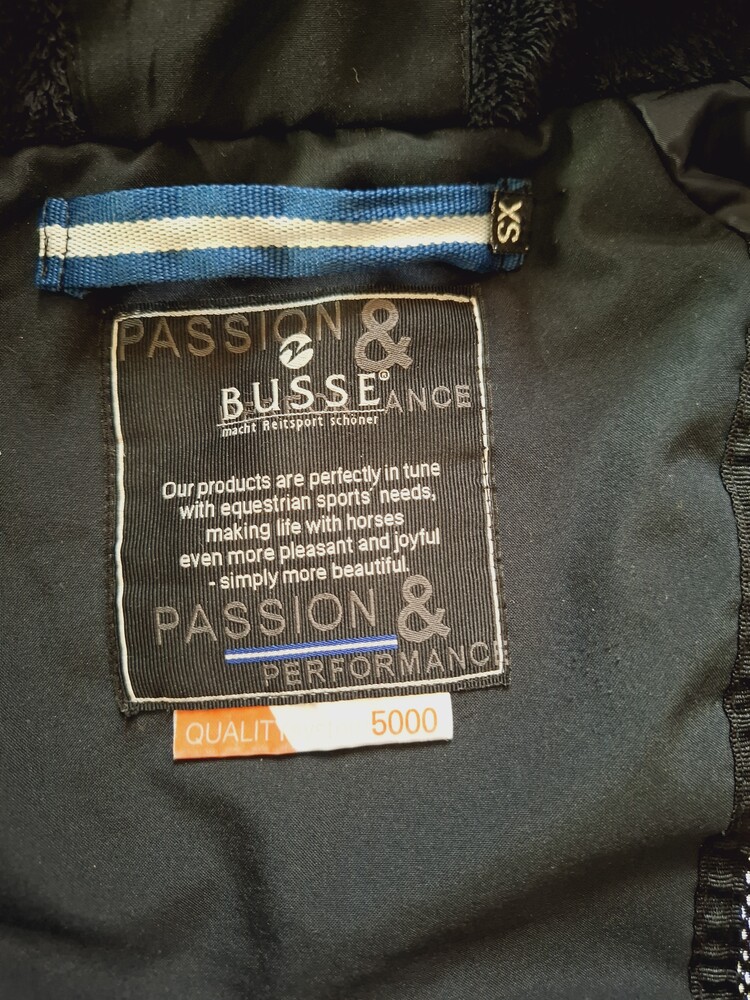 XS
PASSION &
BUSSE®
ANCE
macht Reitsport schöner
Our products are perfectly in tune
with equestrian sports' needs,
making life with horses
even more pleasant and joyful
- simply more beautiful.
PASSION &
PERFORMANCE
QUALITY 5000